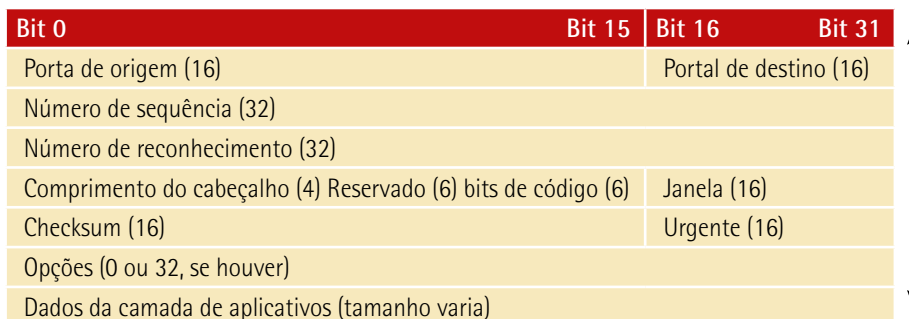 Bit 0 Bit 15 Bit 16 Bit 31
Porta de origem (16) Portal de destino (16)
Número de sequência (32)
Número de reconhecimento (32)
Comprimento do cabeçalho (4) Reservado (6) bits de código (6) Janela (16)
Checksum (16) Urgente (16)
Opções (0 ou 32, se houver)
Dados da camada de aplicativos (tamanho varia)